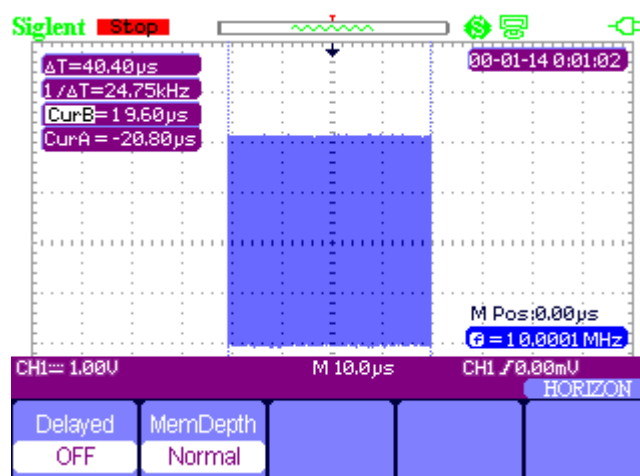 Siglent Stop
ΔT=40.40µs
00-01-14 0:01:02
1/ΔT=24.75kHz
CurB=19.60µs
CurA=-20.80µs
M Pos:0.00µs
f=10.0001MHz
CH1 1.00V M 10.0µs CH1 0.00mV
HORIZON
Delayed MemDepth
OFF Normal